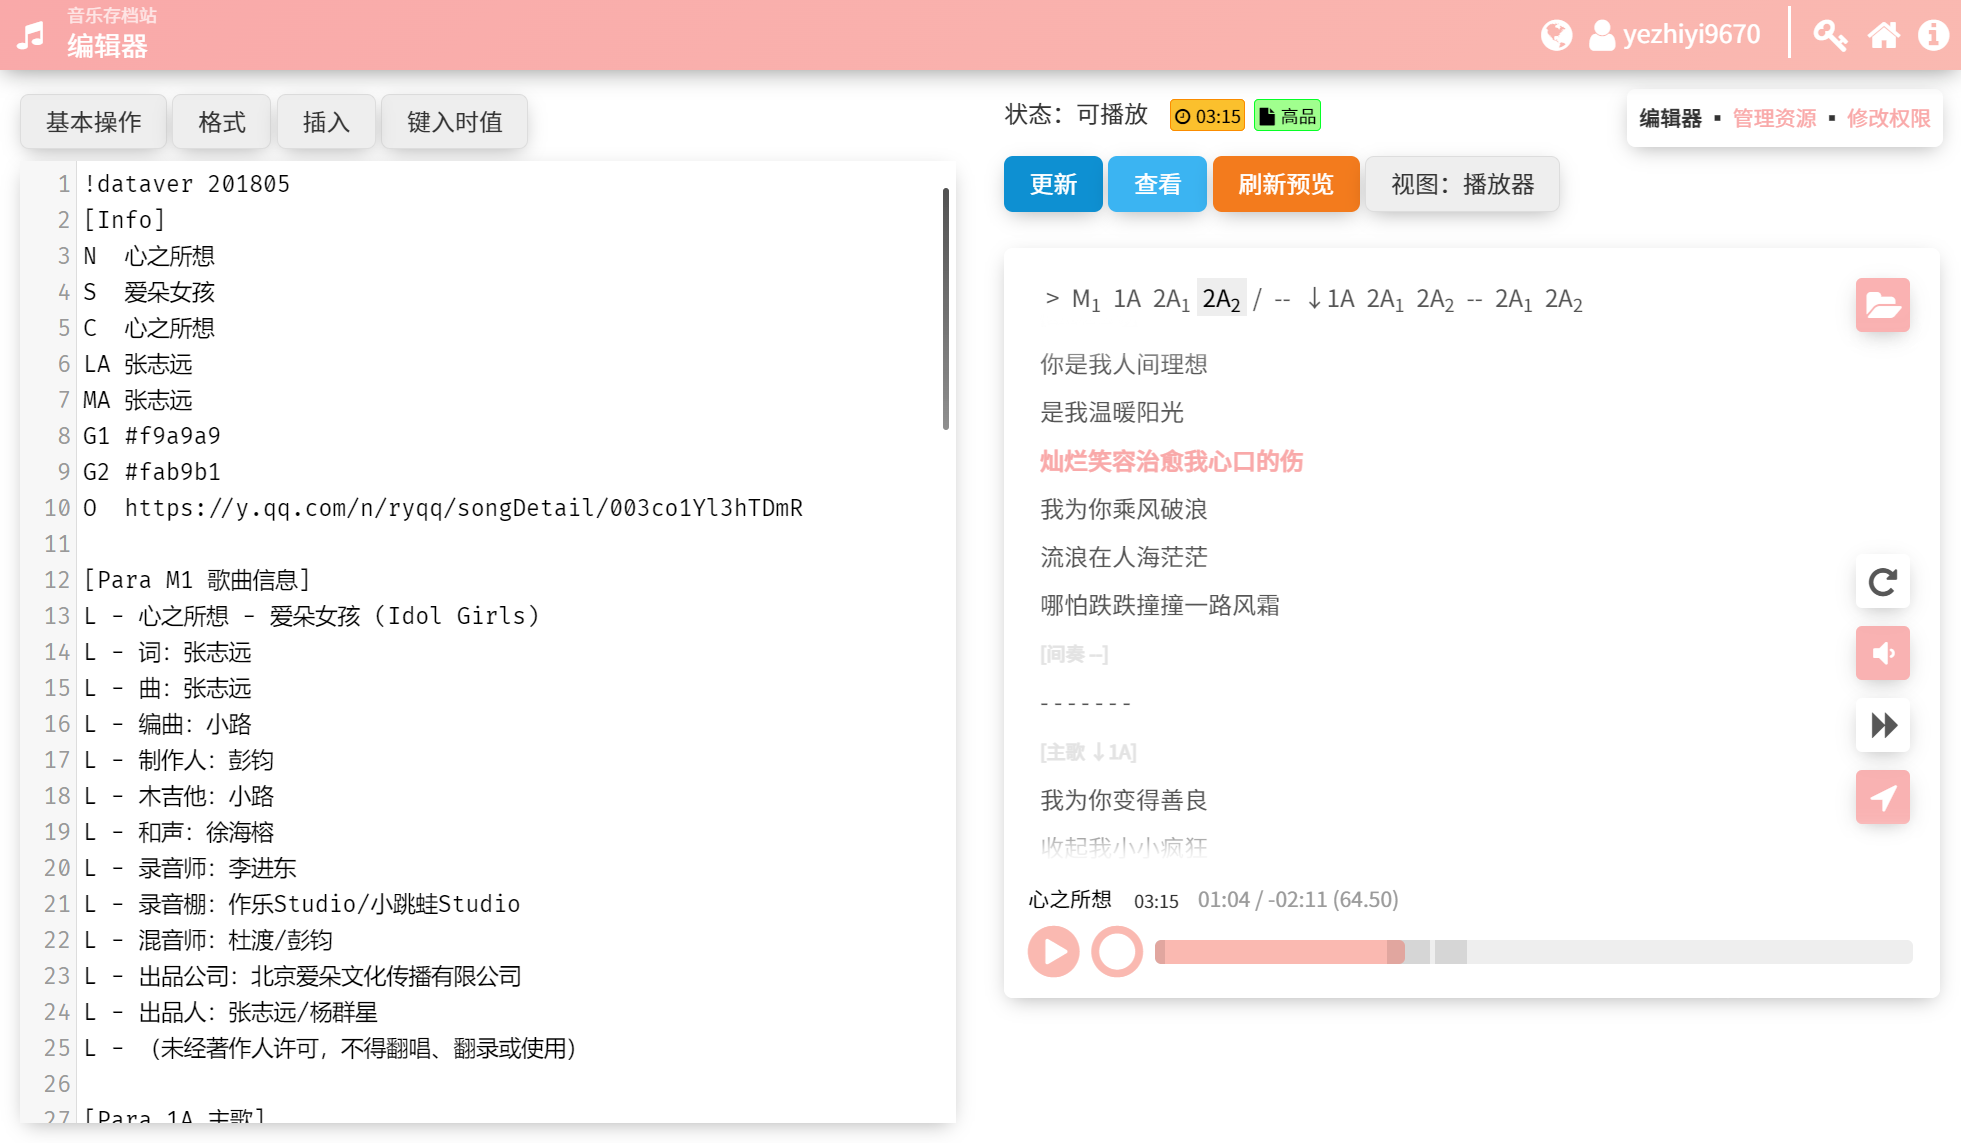 音乐存档站
编辑器
yezhiyi9670
基本操作 格式 插入 键入时值
1 !dataver 201805
2 [Info]
3 N 心之所想
4 S 爱朵女孩
5 C 心之所想
6 LA 张志远
7 MA 张志远
8 G1 #f9a9a9
9 G2 #fab9b1
10 O https://y.qq.com/n/ryqq/songDetail/003co1Yl3hTDmR
11
12 [Para M1 歌曲信息]
13 L - 心之所想 - 爱朵女孩 (Idol Girls)
14 L - 词：张志远
15 L - 曲：张志远
16 L - 编曲：小路
17 L - 制作人：彭钧
18 L - 木吉他：小路
19 L - 和声：徐海榕
20 L - 录音师：李进东
21 L - 录音棚：作乐Studio/小跳蛙Studio
22 L - 混音师：杜渡/彭钧
23 L - 出品公司：北京爱朵文化传播有限公司
24 L - 出品人：张志远/杨群星
25 L - （未经著作人许可，不得翻唱、翻录或使用）
26
27 [Para 1A 主歌]
状态：可播放 03:15 高品
编辑器 ▪ 管理资源 ▪ 修改权限
更新 查看 刷新预览 视图：播放器
> M1 1A 2A1 2A2 / -- ↓1A 2A1 2A2 -- 2A1 2A2
你是我人间理想
是我温暖阳光
灿烂笑容治愈我心口的伤
我为你乘风破浪
流浪在人海茫茫
哪怕跌跌撞撞一路风霜
[间奏 --]
- - - - - - -
[主歌 ↓1A]
我为你变得善良
收起我小小疯狂
心之所想 03:15 01:04 / -02:11 (64.50)